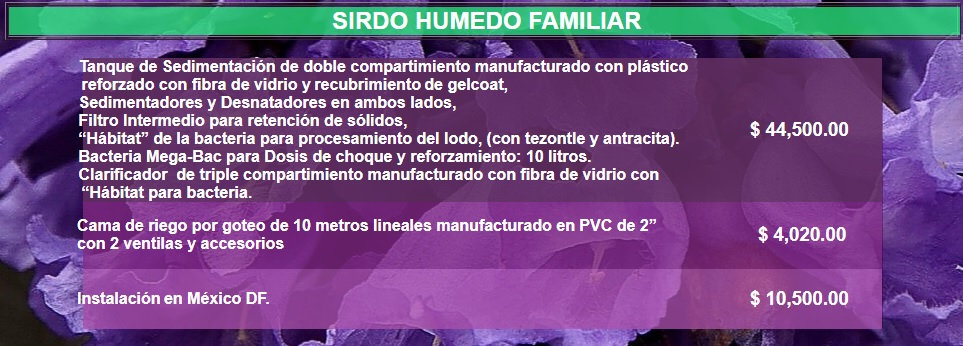 SIRDO HUMEDO FAMILIAR
Tanque de Sedimentación de doble compartimiento manufacturado con plástico
reforzado con fibra de vidrio y recubrimiento de gelcoat,
Sedimentadores y Desnatadores en ambos lados,
Filtro Intermedio para retención de sólidos,
“Hábitat” de la bacteria para procesamiento del lodo, (con tezontle y antracita).
Bacteria Mega-Bac para Dosis de choque y reforzamiento: 10 litros.
Clarificador de triple compartimiento manufacturado con fibra de vidrio con
“Hábitat para bacteria.
$ 44,500.00
Cama de riego por goteo de 10 metros lineales manufacturado en PVC de 2”
con 2 ventilas y accesorios
$ 4,020.00
Instalación en México DF.
$ 10,500.00